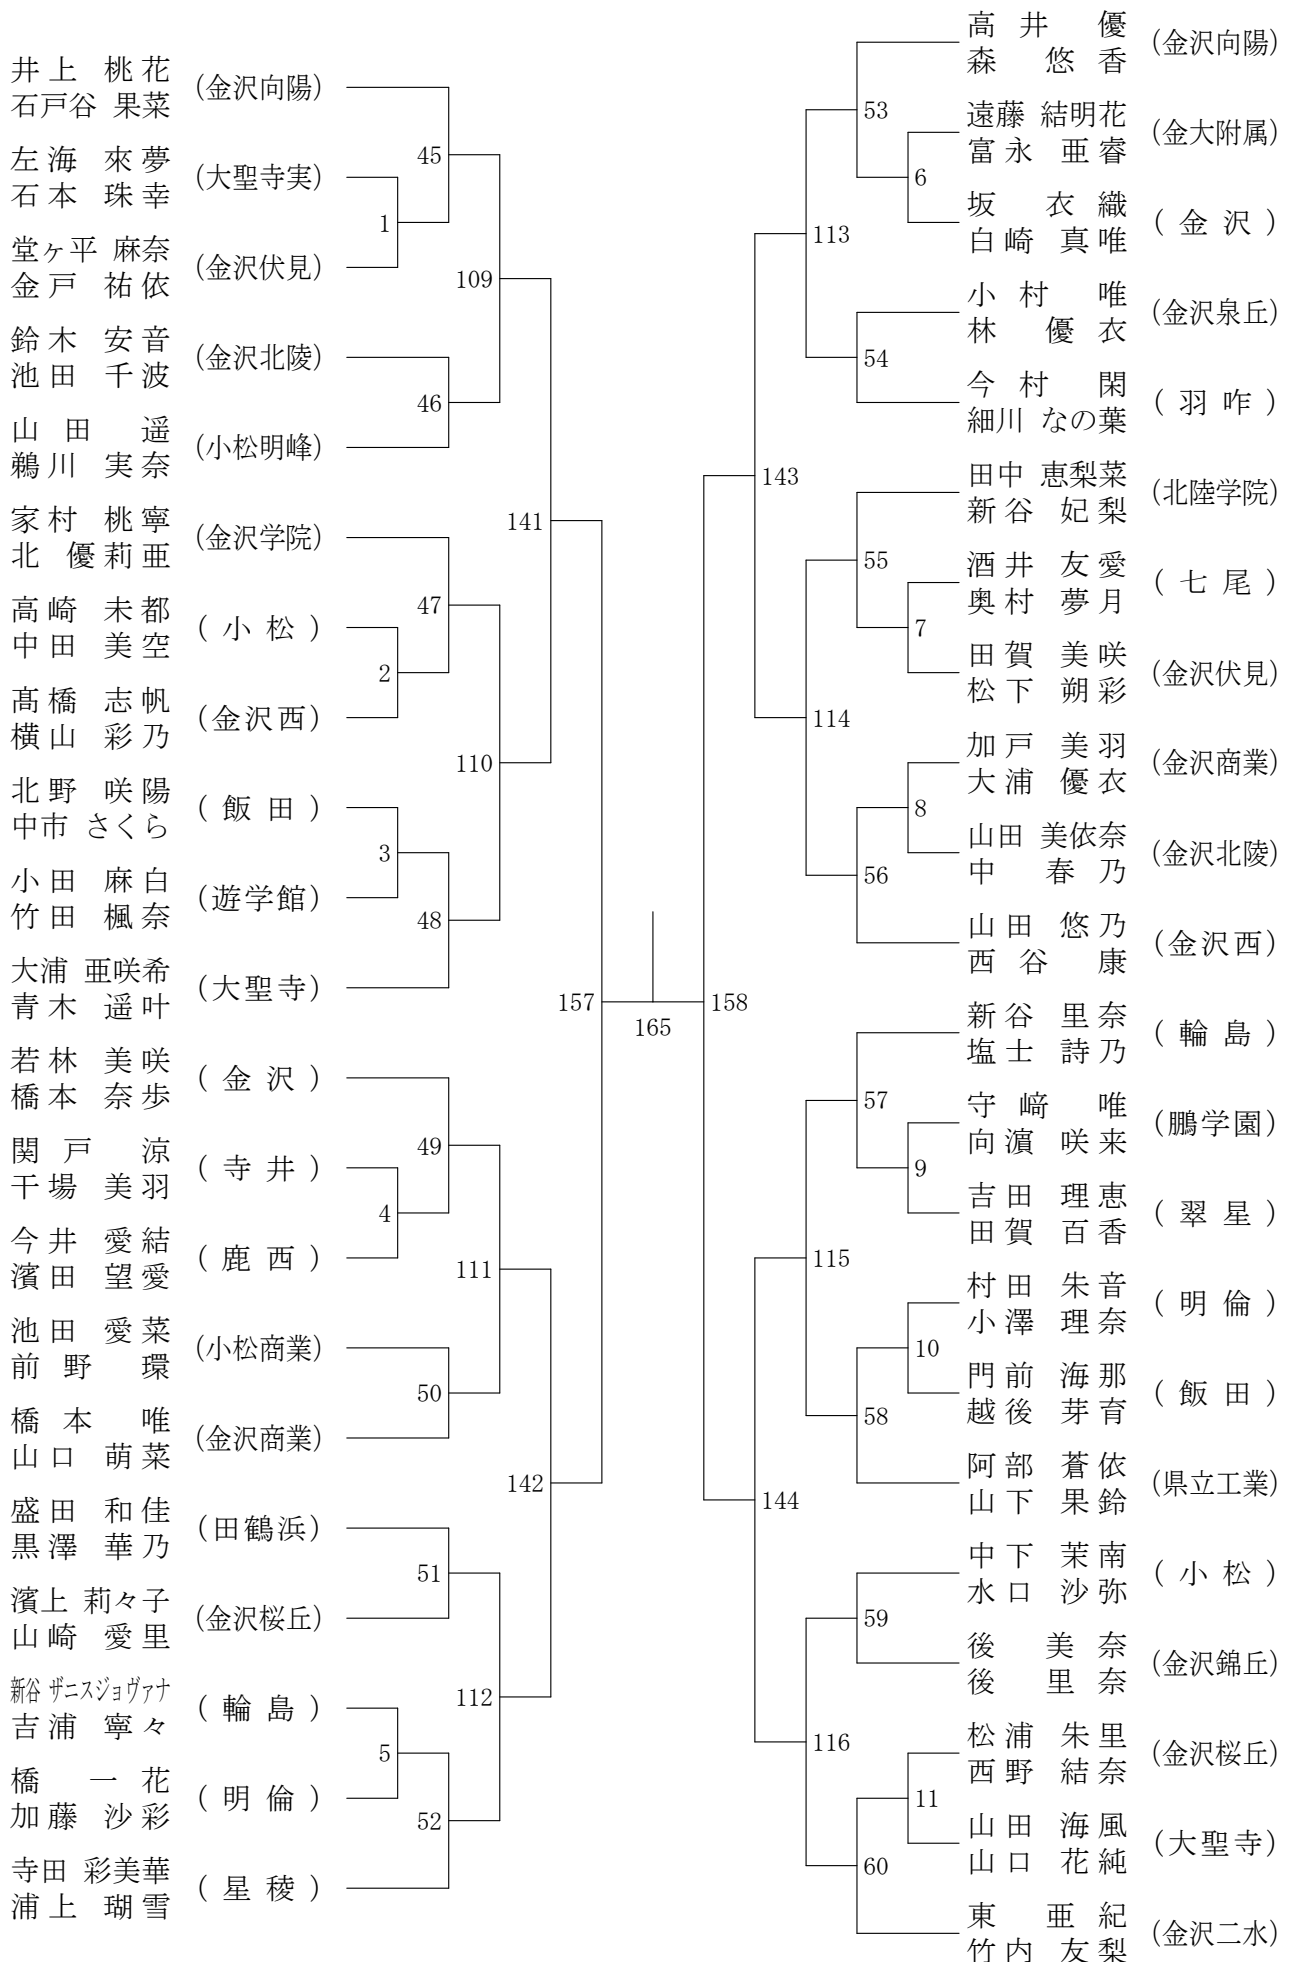 井上 桃花
石戸谷 果菜
(金沢向陽)
左海 來夢
石本 珠幸
(大聖寺実)
堂ヶ平 麻奈
金戸 祐依
(金沢伏見)
鈴木 安音
池田 千波
(金沢北陵)
山田 遥
鵜川 実奈
(小松明峰)
家村 桃寧
北 優莉亜
(金沢学院)
高崎 未都
中田 美空
(小松)
髙橋 志帆
横山 彩乃
(金沢西)
北野 咲陽
中市 さくら
(飯田)
小田 麻白
竹田 楓奈
(遊学館)
大浦 亜咲希
青木 遥叶
(大聖寺)
若林 美咲
橋本 奈歩
(金沢)
関戸 涼
干場 美羽
(寺井)
今井 愛結
濱田 望愛
(鹿西)
池田 愛菜
前野 環
(小松商業)
橋本 唯
山口 萌菜
(金沢商業)
盛田 和佳
黒澤 華乃
(田鶴浜)
濱上 莉々子
山崎 愛里
(金沢桜丘)
新谷 ザニスジョヴァナ
吉浦 寧々
(輪島)
橋 一花
加藤 沙彩
(明倫)
寺田 彩美華
浦上 瑚雪
(星稜)
1
2
3
4
5
45
46
47
48
49
50
51
52
109
110
111
112
141
142
157
165
158
143
144
113
114
115
116
53
54
55
56
57
58
59
60
6
7
8
9
10
11
高井 優
森 悠香
(金沢向陽)
遠藤 結明花
富永 亜睿
(金大附属)
坂 衣織
白崎 真唯
(金沢)
小村 唯
林 優衣
(金沢泉丘)
今村 閑
細川 なの葉
(羽咋)
田中 恵梨菜
新谷 妃梨
(北陸学院)
酒井 友愛
奥村 夢月
(七尾)
田賀 美咲
松下 朔彩
(金沢伏見)
加戸 美羽
大浦 優衣
(金沢商業)
山田 美依奈
中 春乃
(金沢北陵)
山田 悠乃
西谷 康
(金沢西)
新谷 里奈
塩士 詩乃
(輪島)
守﨑 唯
向濵 咲来
(鵬学園)
吉田 理恵
田賀 百香
(翠星)
村田 朱音
小澤 理奈
(明倫)
門前 海那
越後 芽育
(飯田)
阿部 蒼依
山下 果鈴
(県立工業)
中下 茉南
水口 沙弥
(小松)
後 美奈
後 里奈
(金沢錦丘)
松浦 朱里
西野 結奈
(金沢桜丘)
山田 海風
山口 花純
(大聖寺)
東 亜紀
竹内 友梨
(金沢二水)